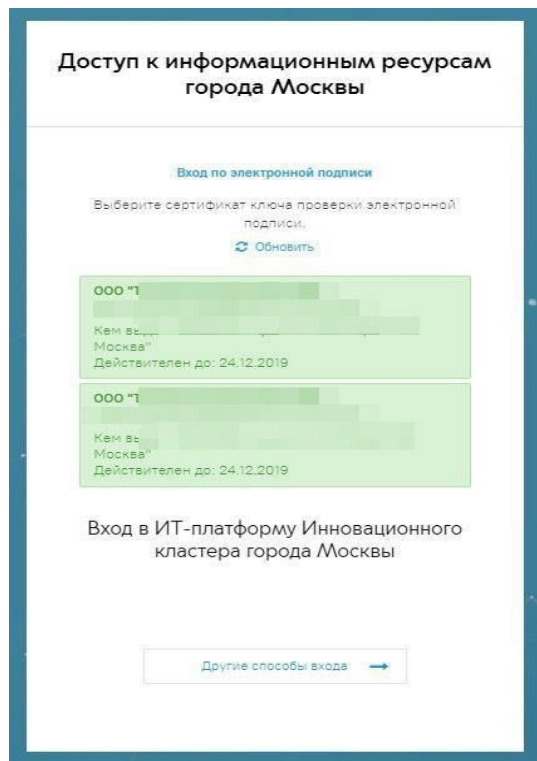 Доступ к информационным ресурсам
города Москвы
Вход по электронной подписи
Выберите сертификат ключа проверки электронной
подписи.
Обновить
ООО "Т
Кем
Москва"
Действителен до: 24.12.2019
ООО "Т
Кем
Москва"
Действителен до: 24.12.2019
Вход в ИТ-платформу Инновационного
кластера города Москвы
Другие способы входа